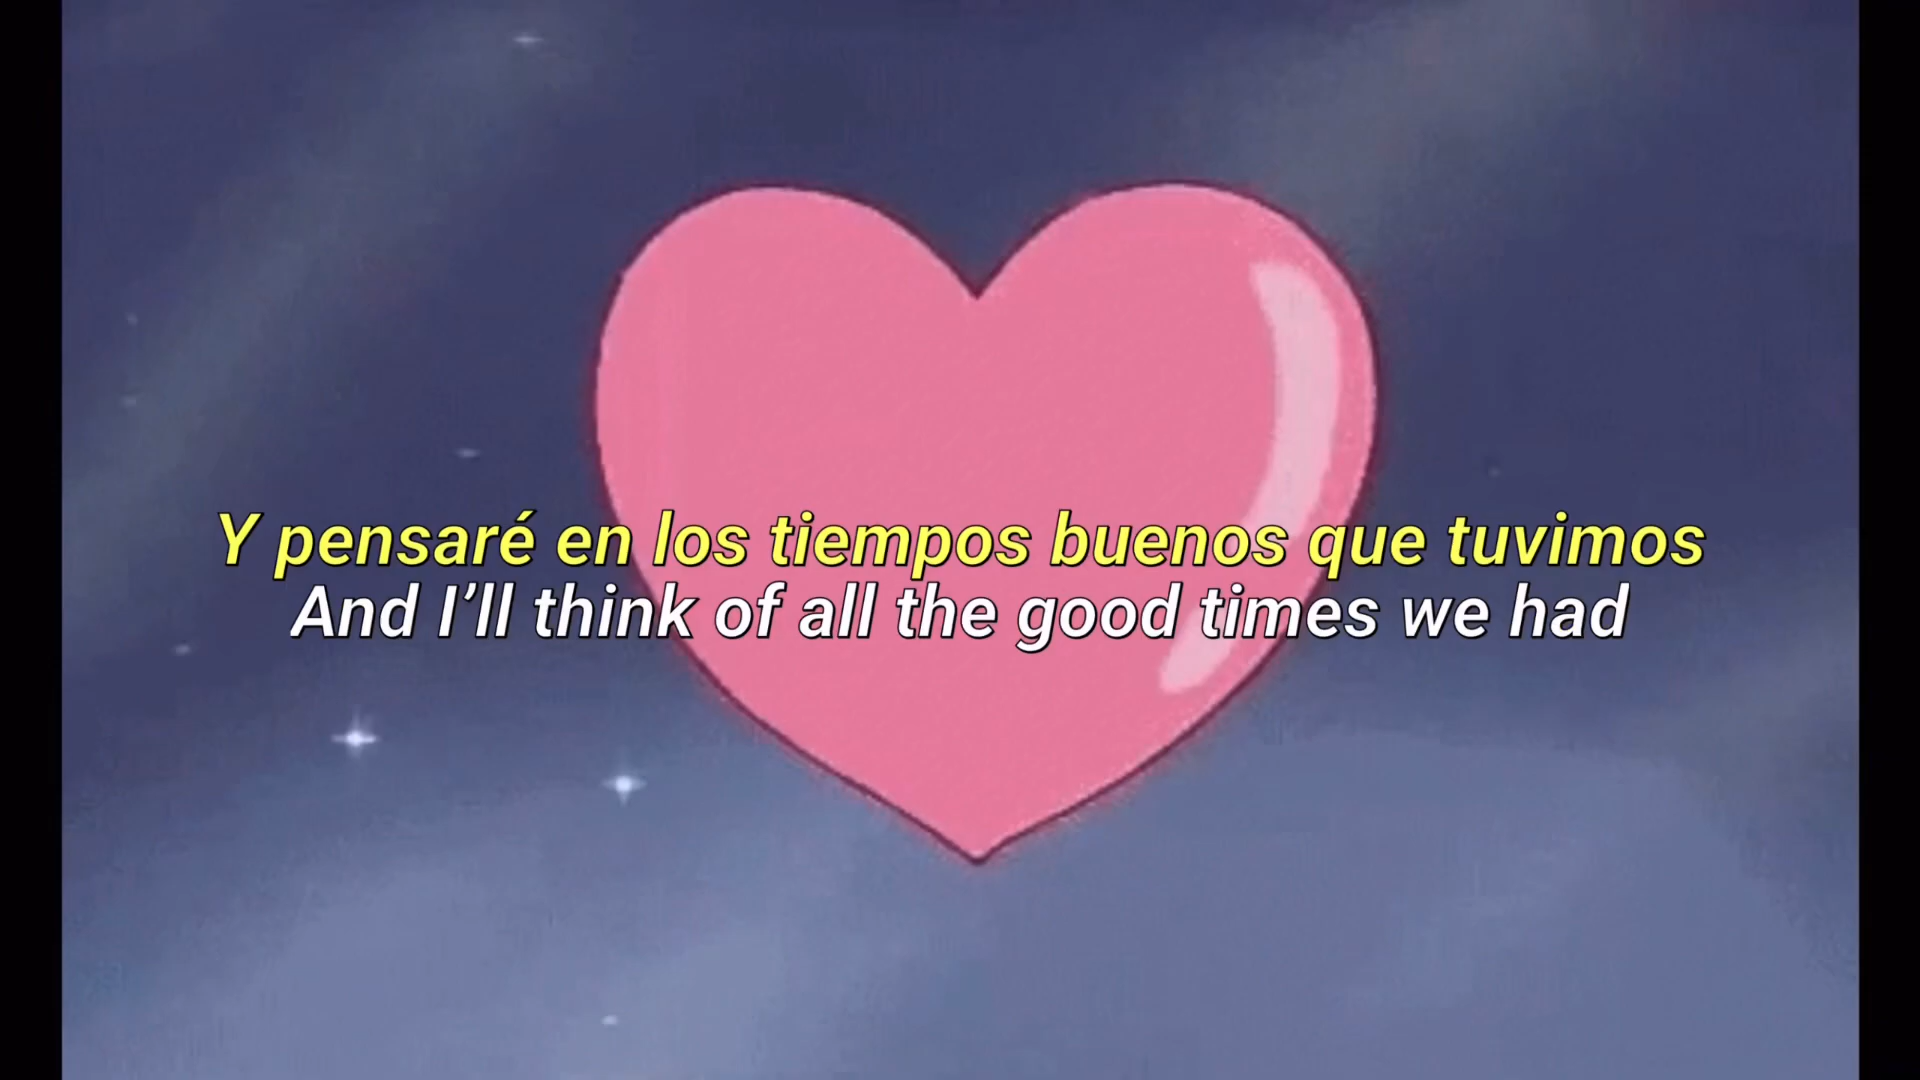 Y pensaré en los tiempos buenos que tuvimos
And I’ll think of all the good times we had